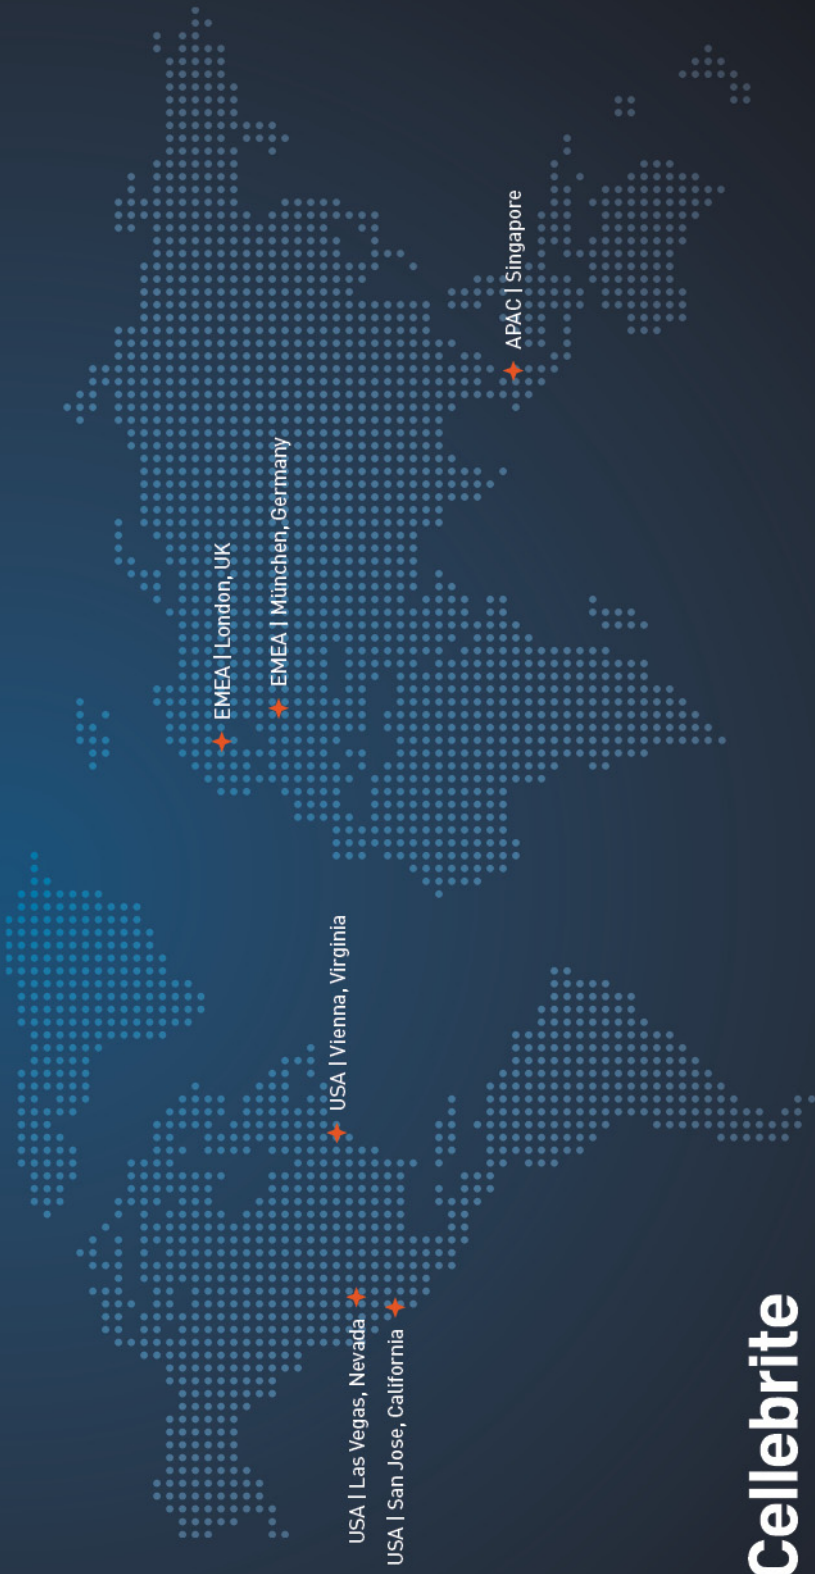 USA | Las Vegas, Nevada
USA | San Jose, California
USA | Vienna, Virginia
EMEA | London, UK
EMEA | München, Germany
APAC | Singapore
Cellebrite